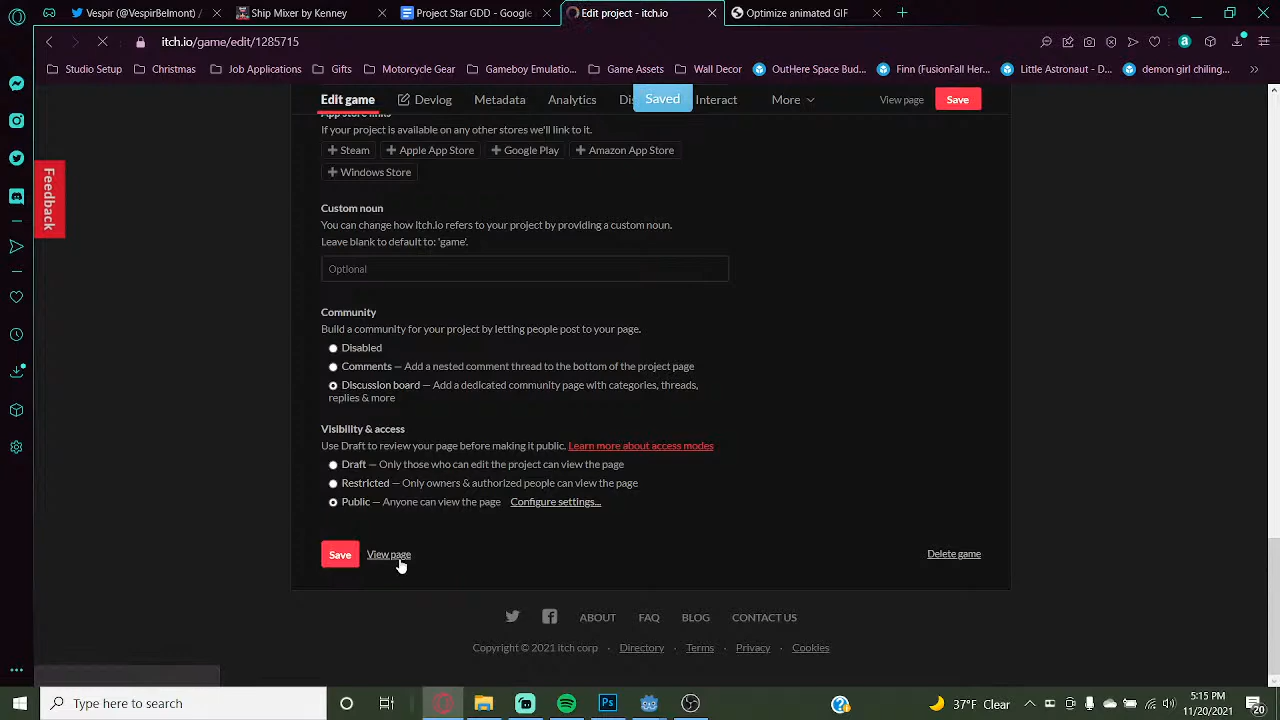 Vespir (@VespirBelmont) /
Ship Mixer by Kenney
Project Star GDD - Google
Edit project - itch.io
Optimize animated GIF
itch.io/game/edit/1285715
Studio Setup
Christmas
Job Applications
Gifts
Motorcycle Gear
Gameboy Emulatio...
Game Assets
Wall Decor
OutHere Space Bud...
Finn (FusionFall Her...
Little Astronaut - D...
demon girl chiling...
Edit game
Devlog
Metadata
Analytics
Di
Saved
Interact
More
View page
Save
Feedback
App store links
If your project is available on any other stores we'll link to it.
Steam
Apple App Store
Google Play
Amazon App Store
Windows Store
Custom noun
You can change how itch.io refers to your project by providing a custom noun.
Leave blank to default to: 'game'.
Optional
Community
Build a community for your project by letting people post to your page.
Disabled
Comments — Add a nested comment thread to the bottom of the project page
Discussion board — Add a dedicated community page with categories, threads,
replies & more
Visibility & access
Use Draft to review your page before making it public. Learn more about access modes
Draft — Only those who can edit the project can view the page
Restricted — Only owners & authorized people can view the page
Public — Anyone can view the page Configure settings...
Save
View page
Delete game
ABOUT
FAQ
BLOG
CONTACT US
Copyright © 2021 itch corp · Directory · Terms · Privacy · Cookies
Type here to search
Ps
37°F Clear
5:15 PM
11/20/2021
20